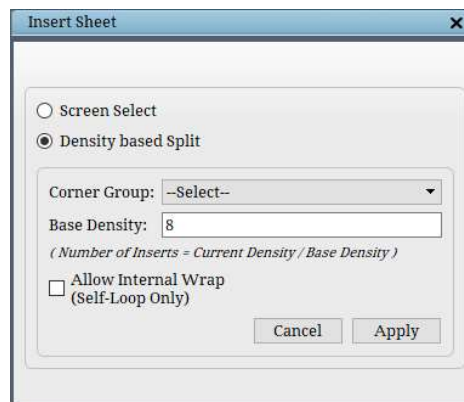 Insert Sheet
Screen Select
Density based Split
Corner Group: --Select--
Base Density: 8
( Number of Inserts = Current Density / Base Density )
Allow Internal Wrap
(Self-Loop Only)
Cancel Apply